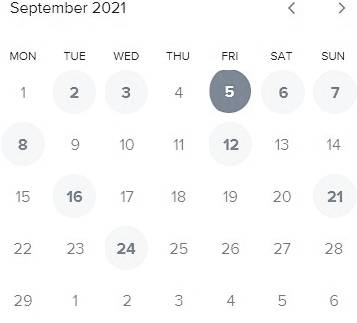 September 2021 < >
MON TUE WED THU FRI SAT SUN
1 2 3 4 5 6 7
8 9 10 11 12 13 14
15 16 17 18 19 20 21
22 23 24 25 26 27 28
29 1 2 3 4 5 6